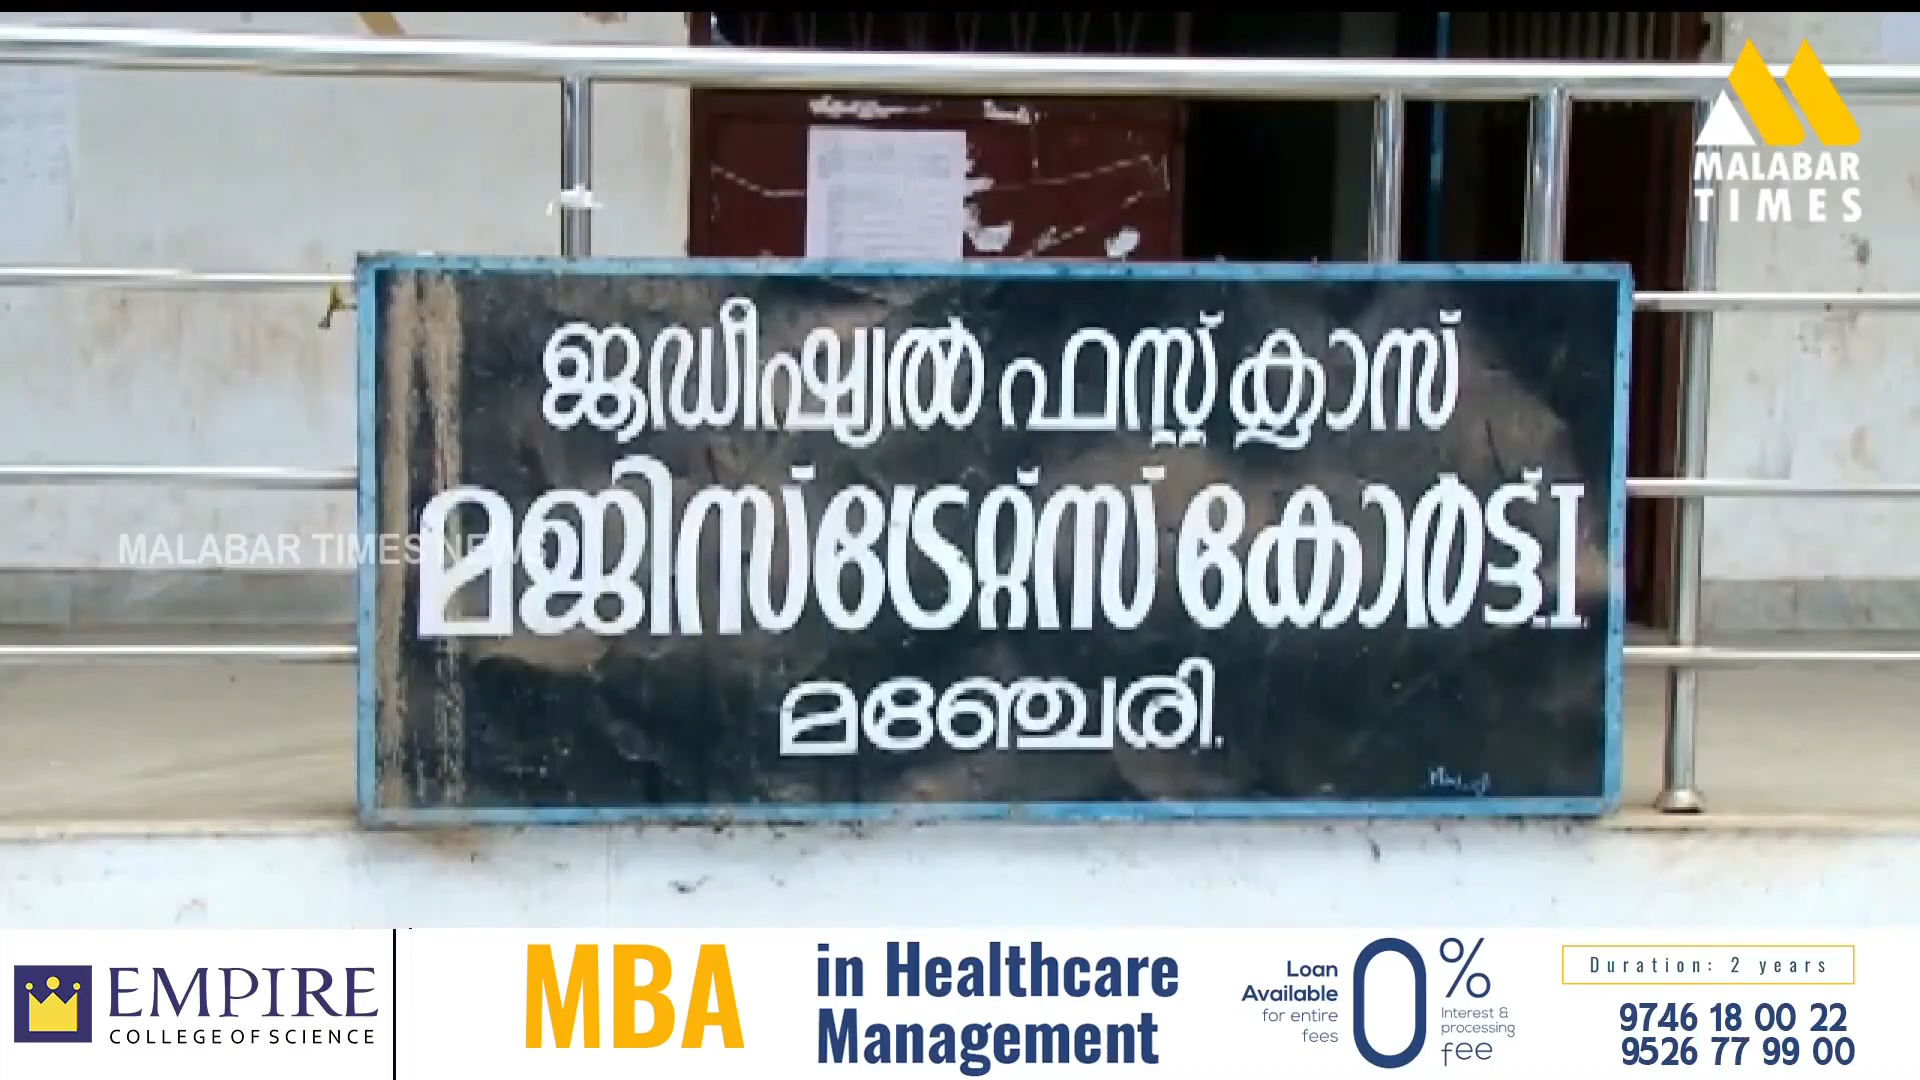 MALABAR
TIMES
ജുഡീഷ്യൽ ഫസ്റ്റ് ക്ലാസ്
മജിസ്ട്രേറ്റ്സ് കോർട്ട് I
മഞ്ചേരി.
MALABAR TIMES NEWS
EMPIRE
COLLEGE OF SCIENCE
MBA
in Healthcare
Management
Loan
Available
for entire
fees
0%
Interest &
processing
fee
Duration: 2 years
9746 18 00 22
9526 77 99 00